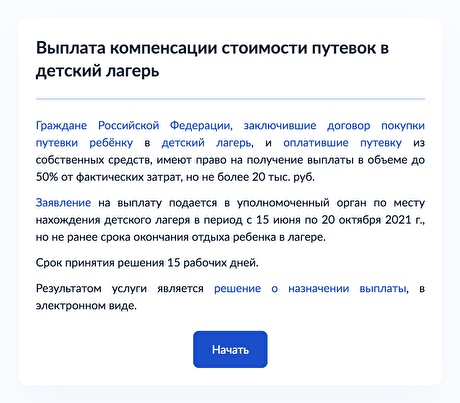 Выплата компенсации стоимости путевок в
детский лагерь
Граждане Российской Федерации, заключившие договор покупки
путевки ребёнку в детский лагерь, и оплатившие путевку из
собственных средств, имеют право на получение выплаты в объеме до
50% от фактических затрат, но не более 20 тыс. руб.
Заявление на выплату подается в уполномоченный орган по месту
нахождения детского лагеря в период с 15 июня по 20 октября 2021 г.,
но не ранее срока окончания отдыха ребенка в лагере.
Срок принятия решения 15 рабочих дней.
Результатом услуги является решение о назначении выплаты, в
электронном виде.
Начать